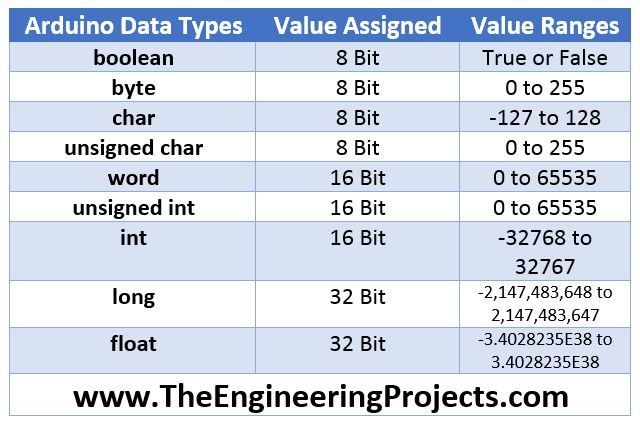 Arduino Data Types Value Assigned Value Ranges
boolean 8 Bit True or False
byte 8 Bit 0 to 255
char 8 Bit -127 to 128
unsigned char 8 Bit 0 to 255
word 16 Bit 0 to 65535
unsigned int 16 Bit 0 to 65535
int 16 Bit -32768 to
32767
long 32 Bit -2,147,483,648 to
2,147,483,647
float 32 Bit -3.4028235E38 to
3.4028235E38
www.TheEngineeringProjects.com